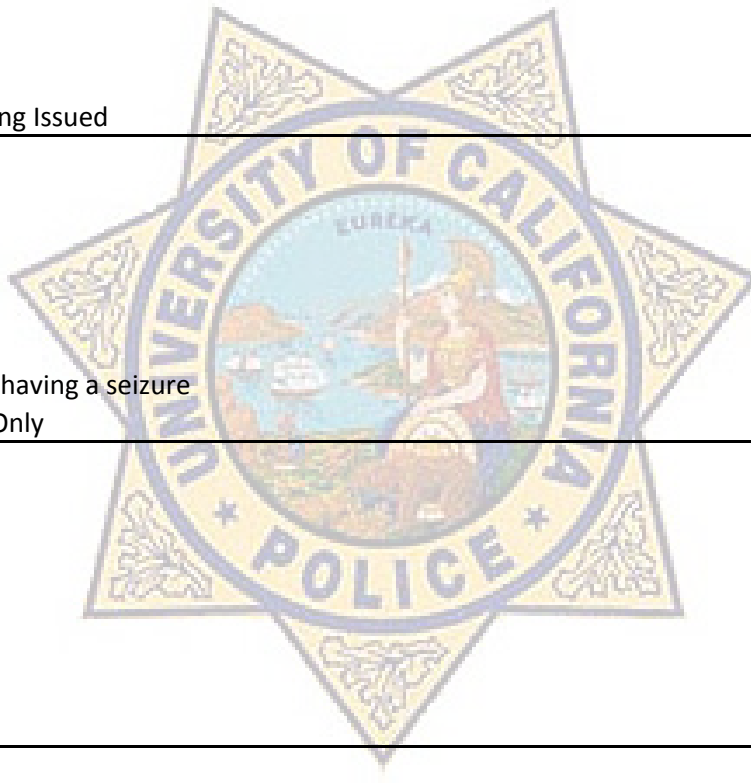 ng Issued
UNIVERSITY OF CALIFORNIA
EUREKA
having a seizure
Only
POLICE